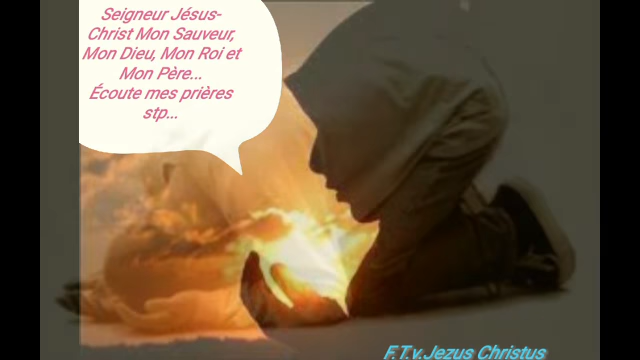 Seigneur Jésus-
Christ Mon Sauveur,
Mon Dieu, Mon Roi et
Mon Père...
Écoute mes prières
stp...
F.T.v.Jezus Christus